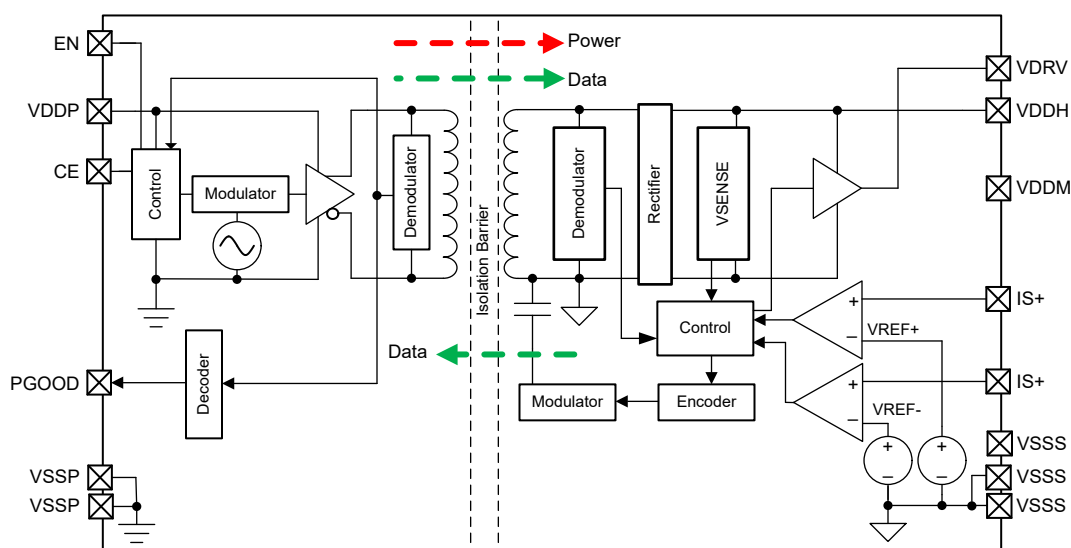 EN
VDDP
CE
PGOOD
VSSP
VSSP
Control
Modulator
Demodulator
Decoder
Power
Data
Isolation Barrier
Data
Demodulator
Rectifier
VSENSE
Control
Modulator
Encoder
+
−
VREF+
+
−
VREF-
+
−
+
−
VDRV
VDDH
VDDM
IS+
IS+
VSSS
VSSS
VSSS